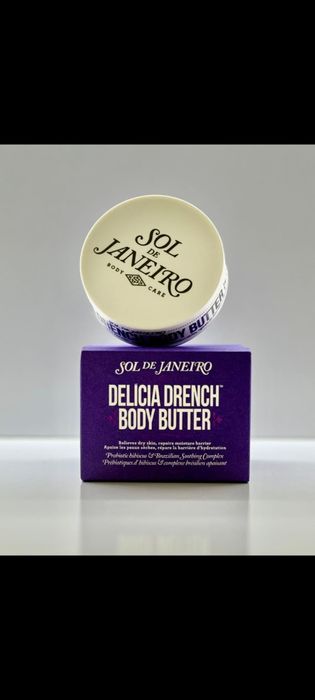 SOL
DE
JANEIRO
BODY CARE
BODY BUTTER
SOL DE JANEIRO
DELICIA DRENCH™
BODY BUTTER
Relieves dry skin, repairs moisture barrier
Apaise les peaux sèches, répare la barrière d'hydratation
Prebiotic hibiscus & Brazilian Soothing Complex
Prébiotiques d'hibiscus & complexe brésilien apaisant